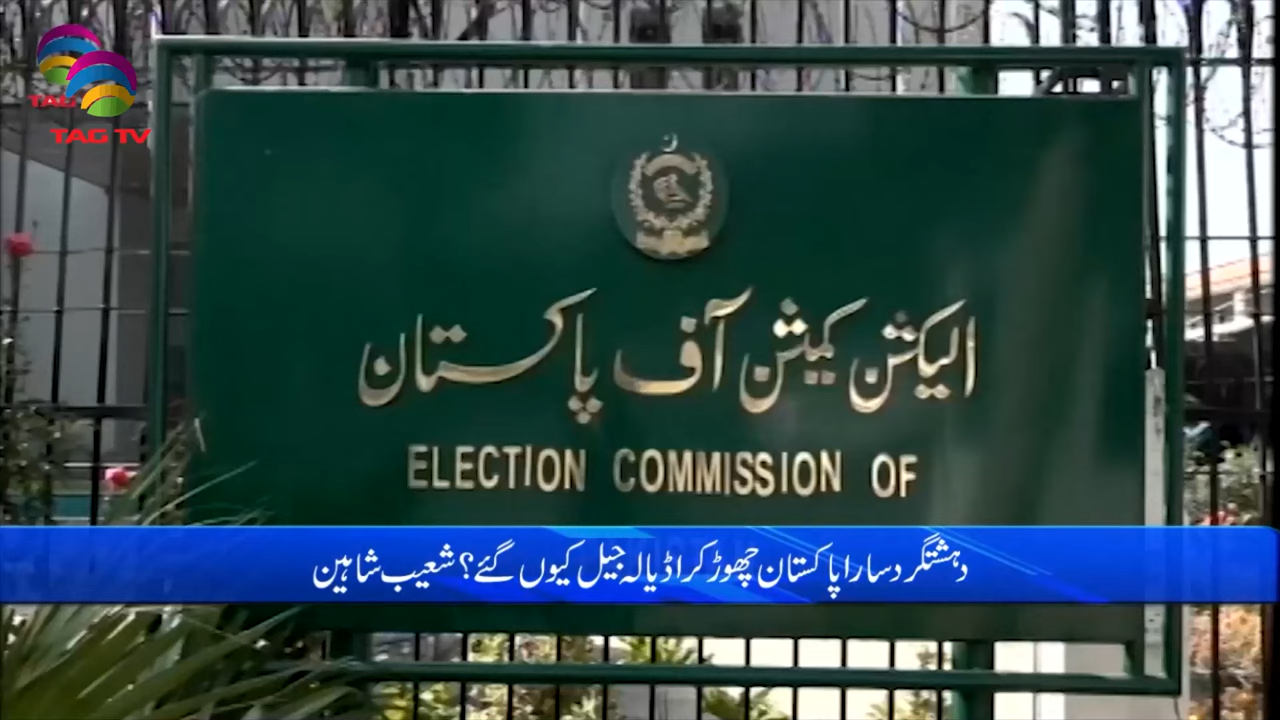 TAG TV
الیکشن کمیشن آف پاکستان
ELECTION COMMISSION OF
دہشتگرد سارا پاکستان چھوڑ کر اڈیالہ جیل کیوں گئے؟ شعیب شاہین